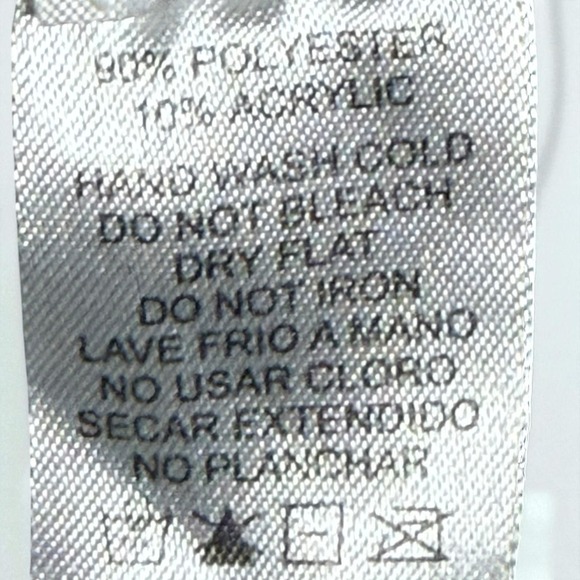 90% POLYESTER
10% ACRYLIC
HAND WASH COLD
DO NOT BLEACH
DRY FLAT
DO NOT IRON
LAVE FRIO A MANO
NO USAR CLORO
SECAR EXTENDIDO
NO PLANCHAR